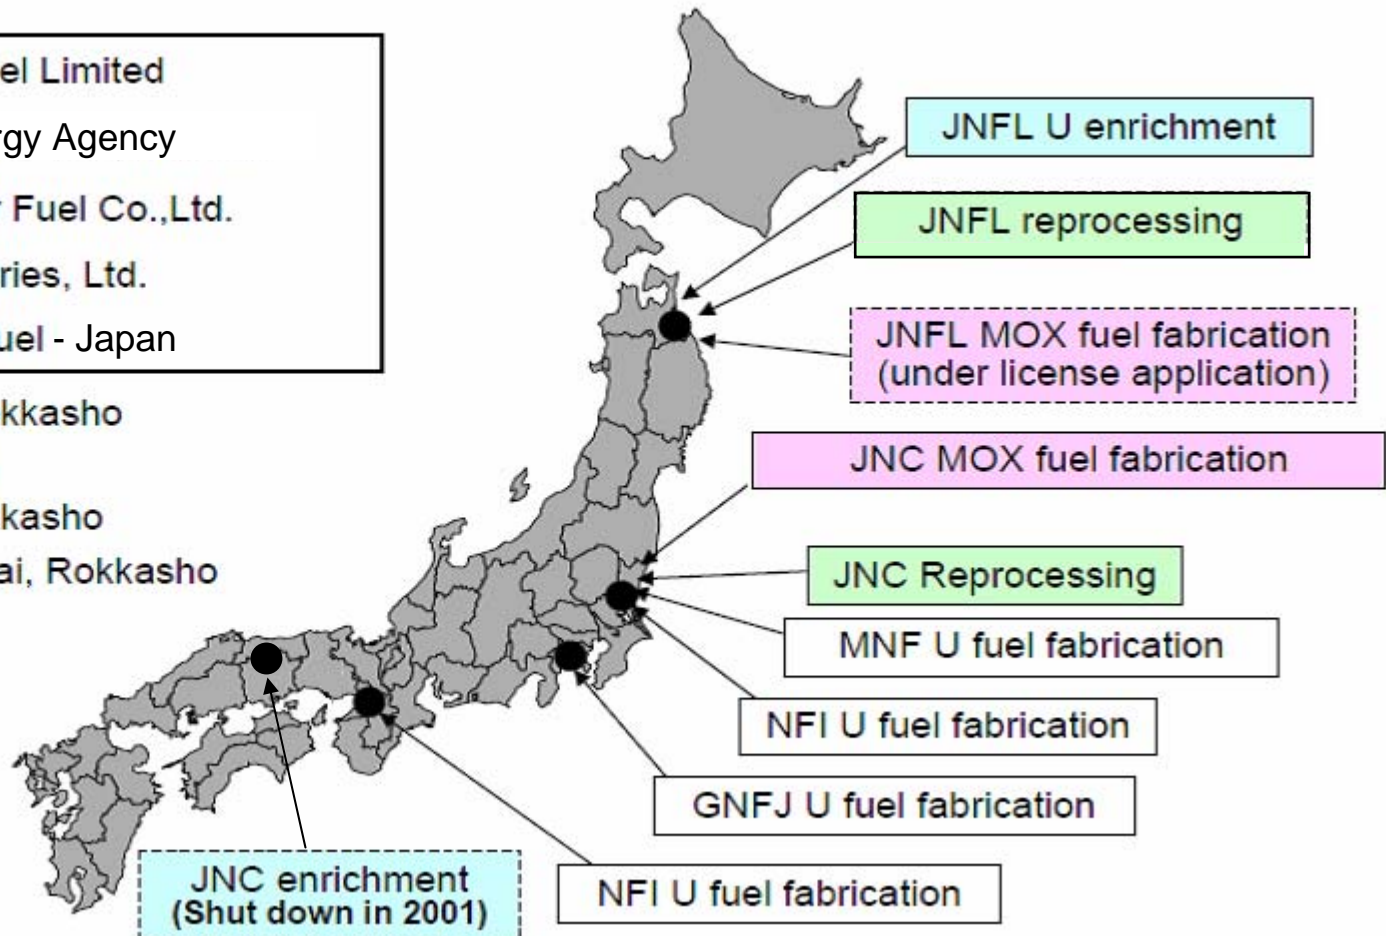 el Limited
rgy Agency
Fuel Co.,Ltd.
ries, Ltd.
uel - Japan
kkasho
kasho
ai, Rokkasho
JNFL U enrichment
JNFL reprocessing
JNFL MOX fuel fabrication
(under license application)
JNC MOX fuel fabrication
JNC Reprocessing
MNF U fuel fabrication
NFI U fuel fabrication
GNFJ U fuel fabrication
NFI U fuel fabrication
JNC enrichment
(Shut down in 2001)